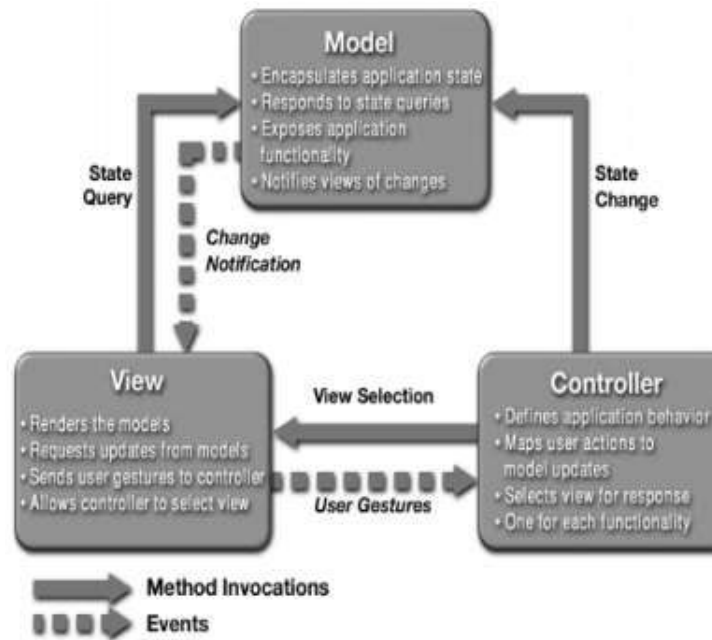 Model
• Encapsulates application state
• Responds to state queries
• Exposes application
functionality
• Notifies views of changes
State
Query
State
Change
Change
Notification
View
• Renders the models
• Requests updates from models
• Sends user gestures to controller
• Allows controller to select view
View Selection
User Gestures
Controller
• Defines application behavior
• Maps user actions to
model updates
• Selects view for response
• One for each functionality
Method Invocations
Events